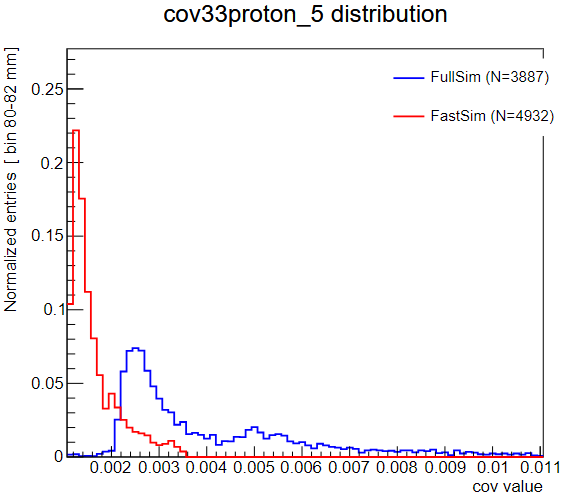 cov33proton_5 distribution
Normalized entries [ bin 80-82 mm]
FullSim (N=3887)
FastSim (N=4932)
0.25
0.2
0.15
0.1
0.05
0
0.002 0.003 0.004 0.005 0.006 0.007 0.008 0.009 0.01 0.011
cov value